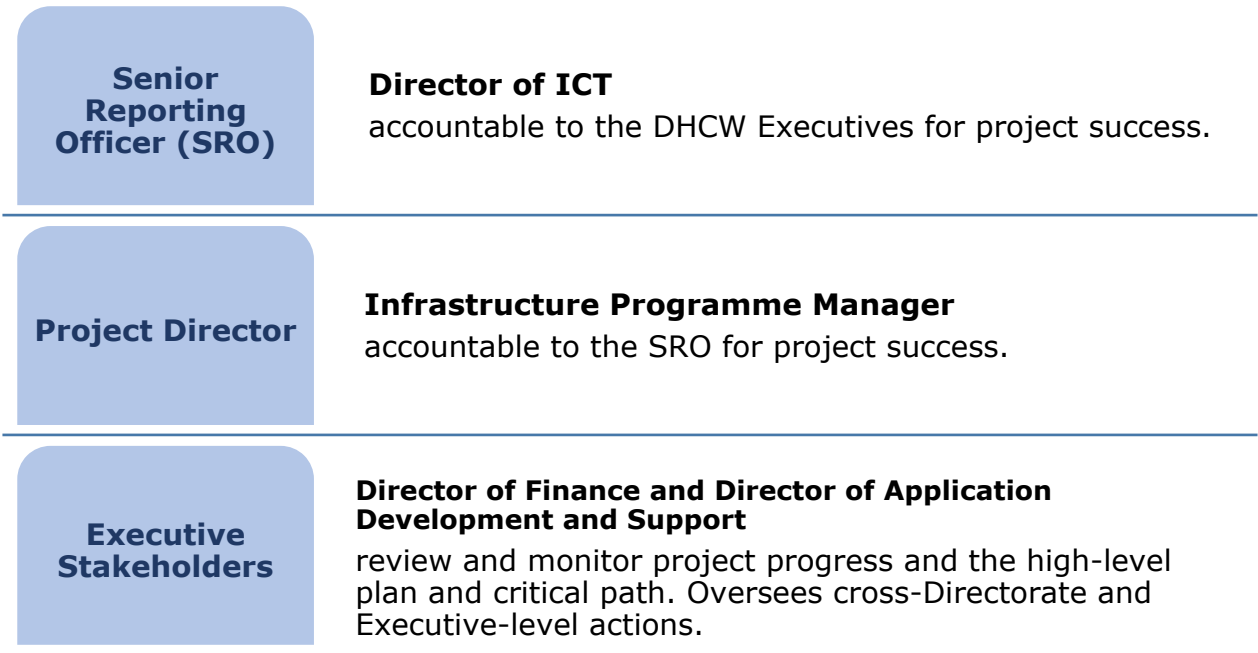 Senior
Reporting
Officer (SRO)
Director of ICT
accountable to the DHCW Executives for project success.
Project Director
Infrastructure Programme Manager
accountable to the SRO for project success.
Executive
Stakeholders
Director of Finance and Director of Application
Development and Support
review and monitor project progress and the high-level
plan and critical path. Oversees cross-Directorate and
Executive-level actions.